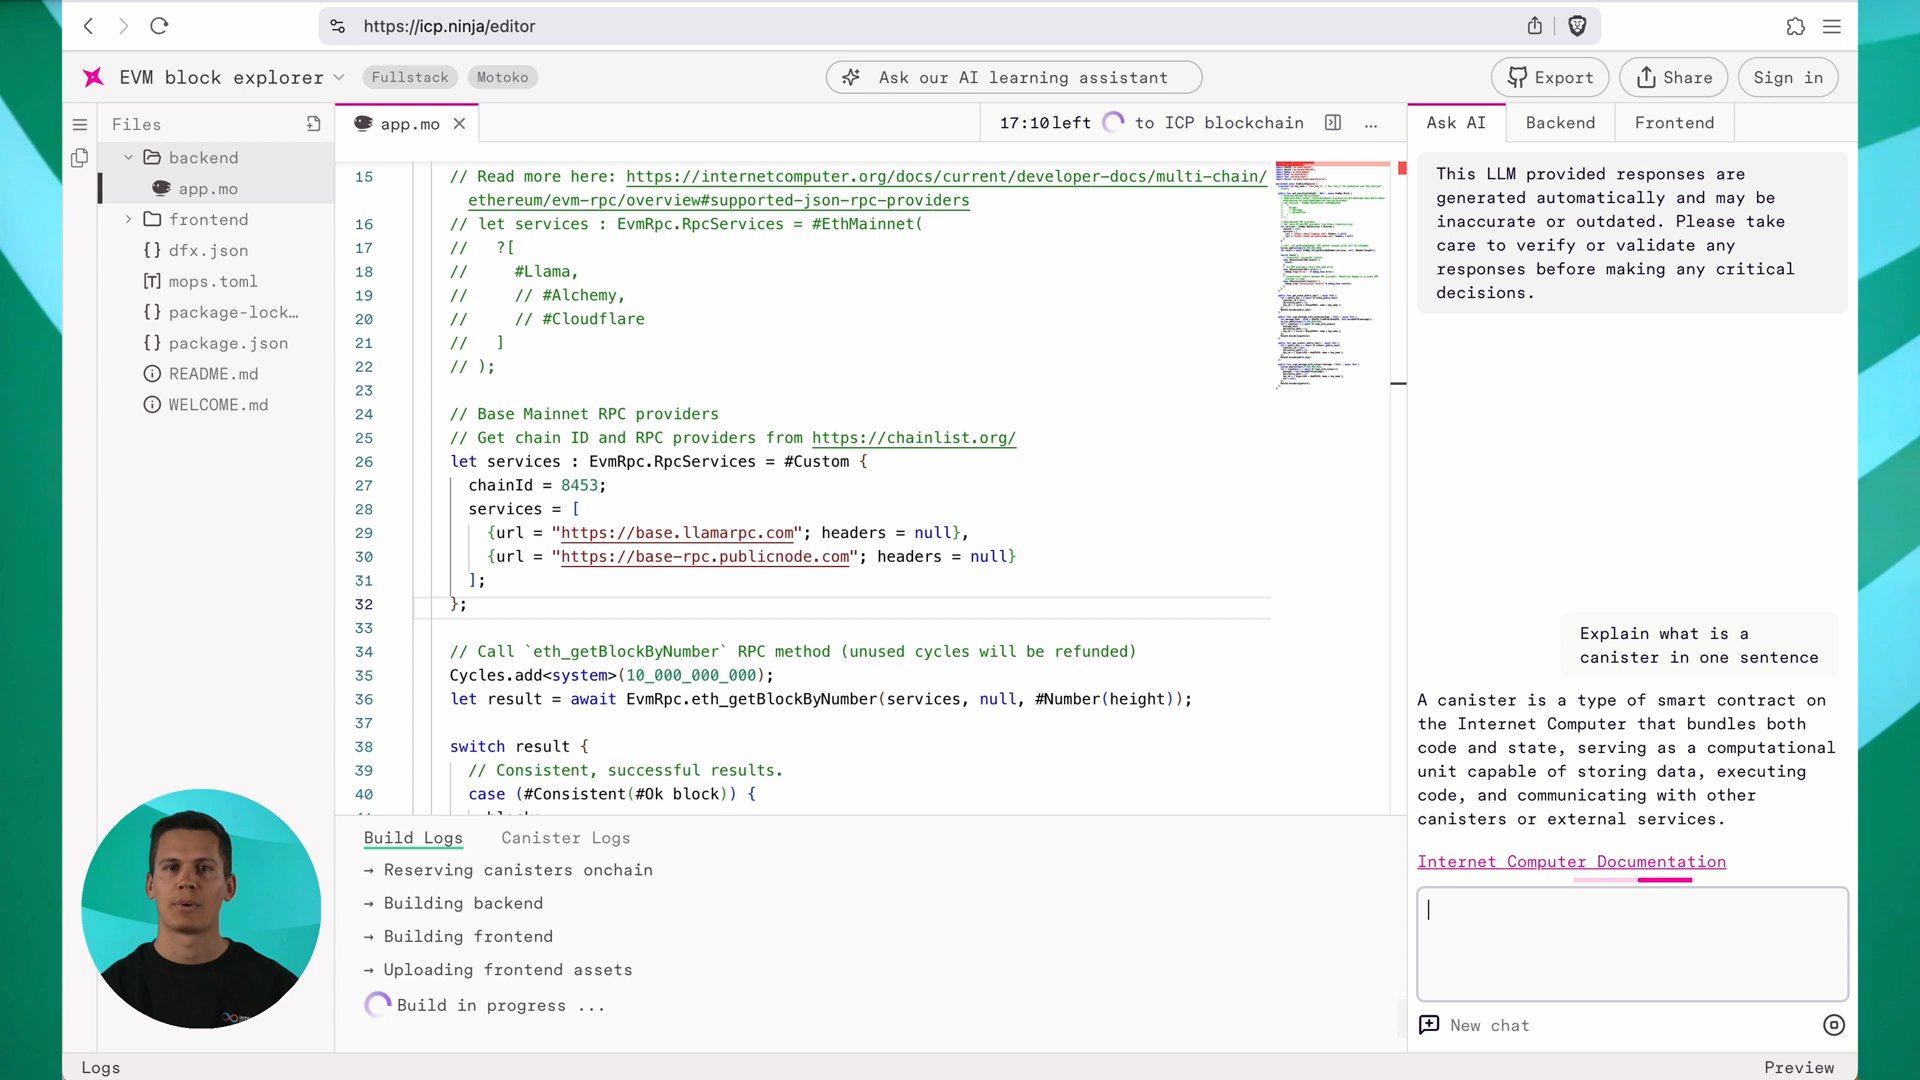 https://icp.ninja/editor
EVM block explorer
Fullstack
Motoko
Ask our AI learning assistant
Export
Share
Sign in
Files
backend
app.mo
frontend
dfx.json
mops.toml
package-lock…
package.json
README.md
WELCOME.md
app.mo
17:10left to ICP blockchain
...
15 // Read more here: https://internetcomputer.org/docs/current/developer-docs/multi-chain/
ethereum/evm-rpc/overview#supported-json-rpc-providers
16 // let services : EvmRpc.RpcServices = #EthMainnet(
17 // ?[
18 // #Llama,
19 // // #Alchemy,
20 // // #Cloudflare
21 // ]
22 // );
23
24 // Base Mainnet RPC providers
25 // Get chain ID and RPC providers from https://chainlist.org/
26 let services : EvmRpc.RpcServices = #Custom {
27 chainId = 8453;
28 services = [
29 {url = "https://base.llamarpc.com"; headers = null},
30 {url = "https://base-rpc.publicnode.com"; headers = null}
31 ];
32 };
33
34 // Call `eth_getBlockByNumber` RPC method (unused cycles will be refunded)
35 Cycles.add<system>(10_000_000_000);
36 let result = await EvmRpc.eth_getBlockByNumber(services, null, #Number(height));
37
38 switch result {
39 // Consistent, successful results.
40 case (#Consistent(#Ok block)) {
Build Logs
Canister Logs
→ Reserving canisters onchain
→ Building backend
→ Building frontend
→ Uploading frontend assets
Build in progress ...
Ask AI
Backend
Frontend
This LLM provided responses are
generated automatically and may be
inaccurate or outdated. Please take
care to verify or validate any
responses before making any critical
decisions.
Explain what is a
canister in one sentence
A canister is a type of smart contract on
the Internet Computer that bundles both
code and state, serving as a computational
unit capable of storing data, executing
code, and communicating with other
canisters or external services.
Internet Computer Documentation
New chat
Logs
Preview